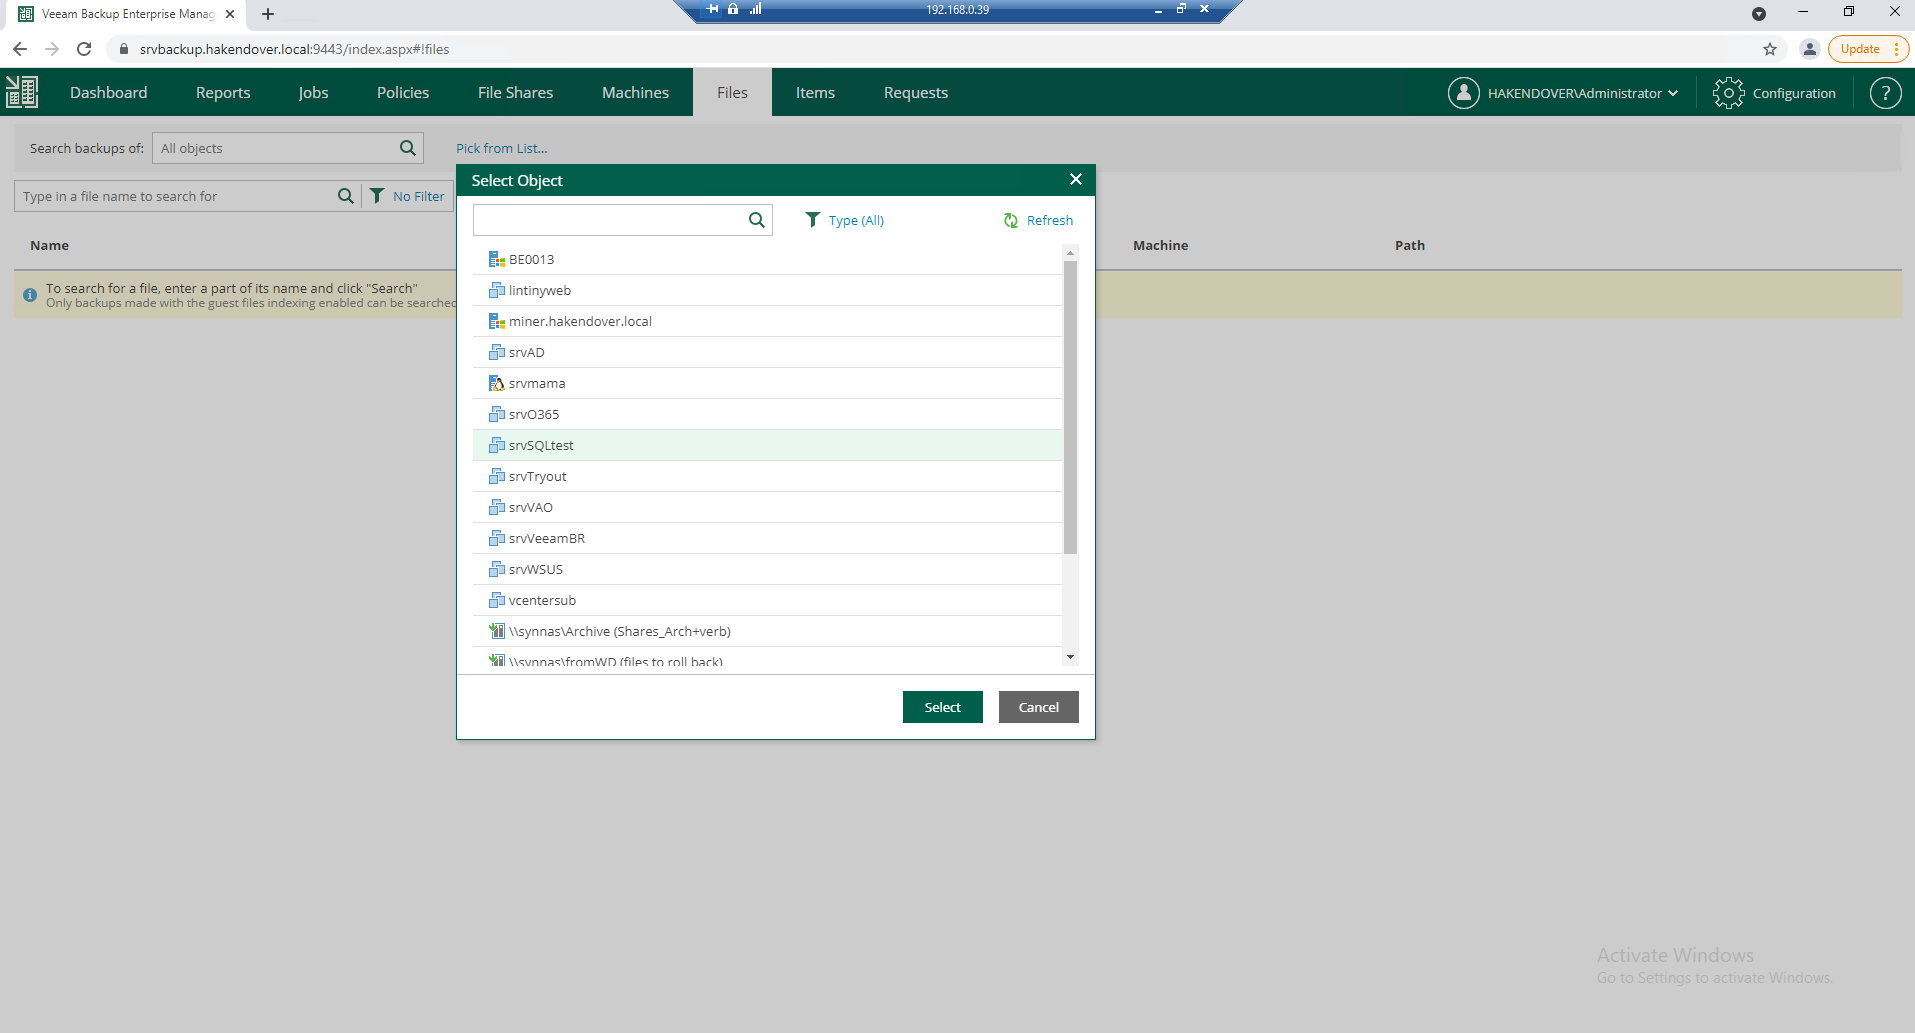 Veeam Backup Enterprise Manag
192.168.0.39
srvbackup.hakendover.local:9443/index.aspx#!files
Update
Dashboard Reports Jobs Policies File Shares Machines Files Items Requests HAKENDOVER\Administrator Configuration ?
Search backups of: All objects Pick from List...
Type in a file name to search for No Filter
Name Machine Path
To search for a file, enter a part of its name and click "Search"
Only backups made with the guest files indexing enabled can be searched
Select Object
Type (All) Refresh
BE0013
lintinyweb
miner.hakendover.local
srvAD
srvmama
srvO365
srvSQLtest
srvTryout
srvVAO
srvVeeamBR
srvWSUS
vcentersub
\\synnas\Archive (Shares_Arch+verb)
\\synnas\fromWD (files to roll back)
Select Cancel
Activate Windows
Go to Settings to activate Windows.